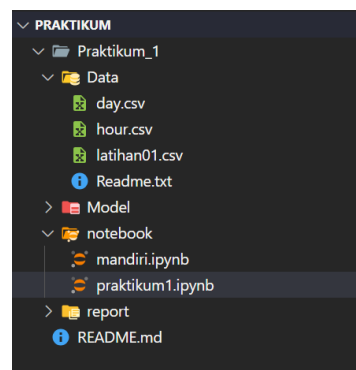 PRAKTIKUM
Praktikum_1
Data
day.csv
hour.csv
latihan01.csv
Readme.txt
Model
notebook
mandiri.ipynb
praktikum1.ipynb
report
README.md